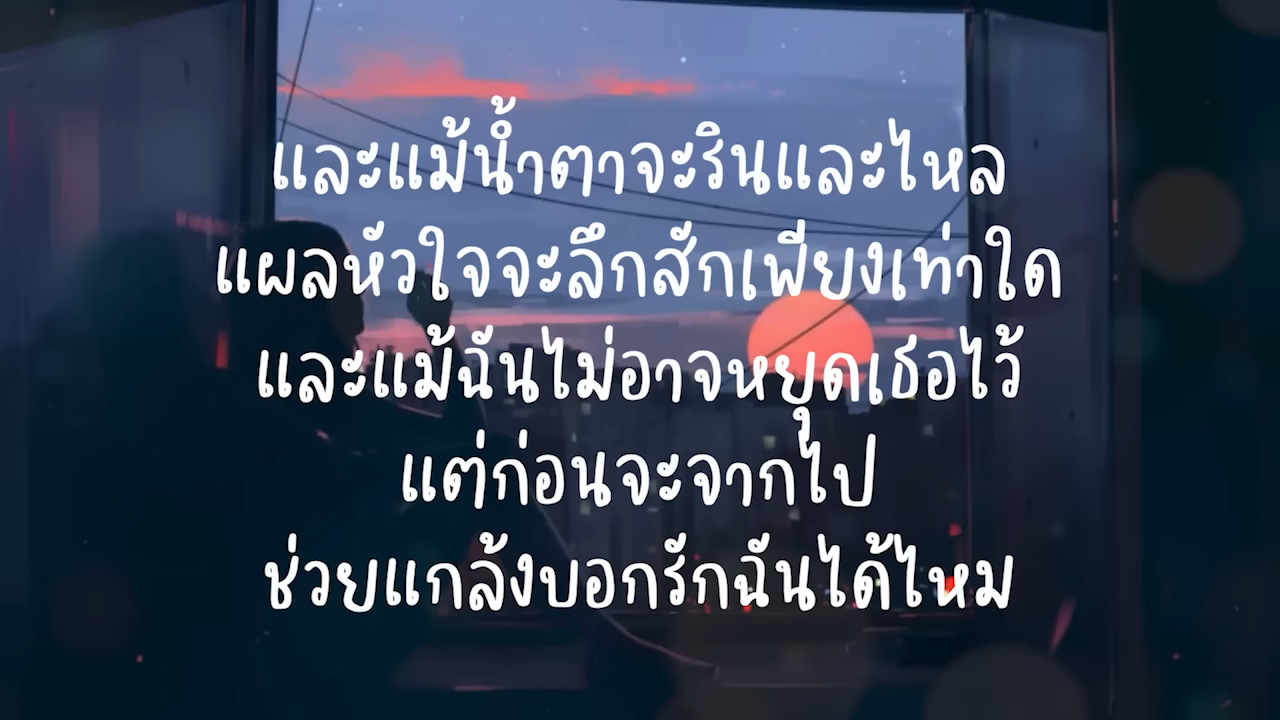 และแม้น้ำตาจะรินและไหล
แผลหัวใจจะลึกสักเพียงเท่าใด
และแม้ฉันไม่อาจหยุดเธอไว้
แต่ก่อนจะจากไป
ช่วยแกล้งบอกรักฉันได้ไหม